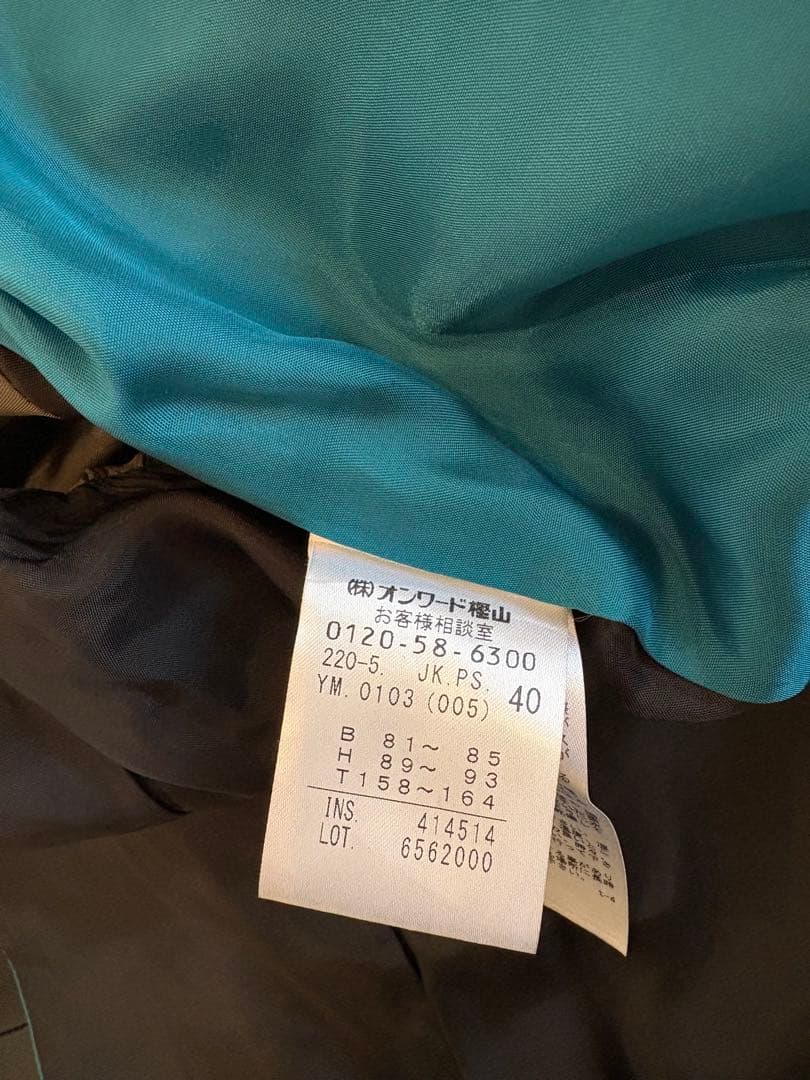 (株)オンワード樫山
お客様相談室
0120-58-6300
220-5. JK.PS.
YM.0103(005) 40
B 81～ 85
H 89～ 93
T158～164
INS. 414514
LOT. 6562000